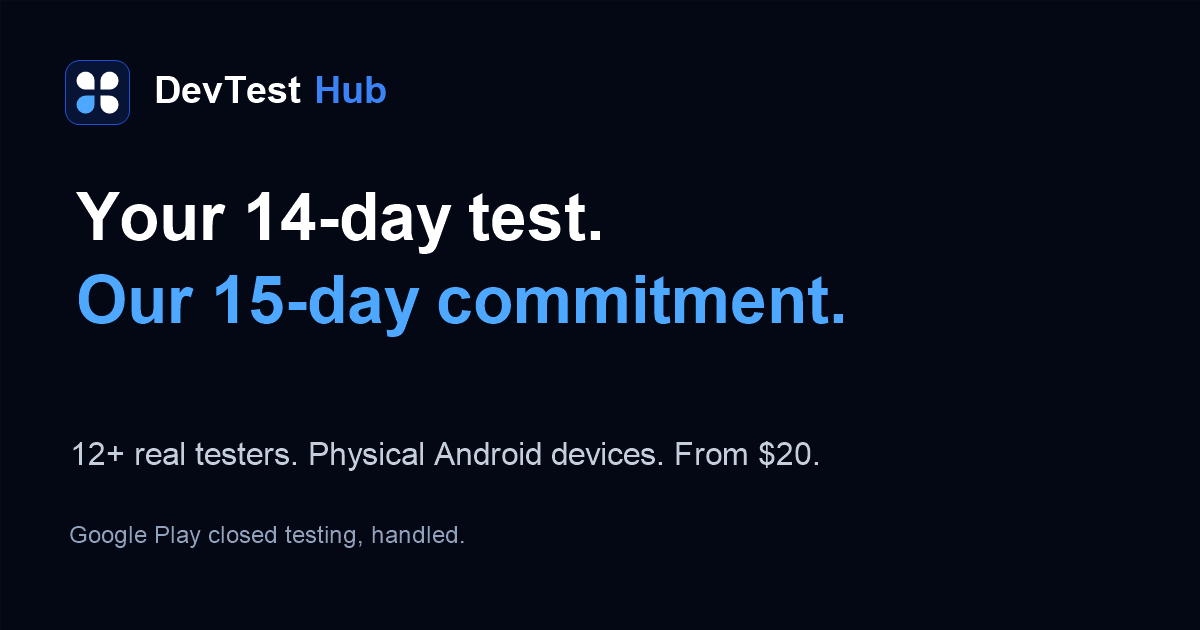 DevTest Hub
Your 14-day test.
Our 15-day commitment.
12+ real testers. Physical Android devices. From $20.
Google Play closed testing, handled.